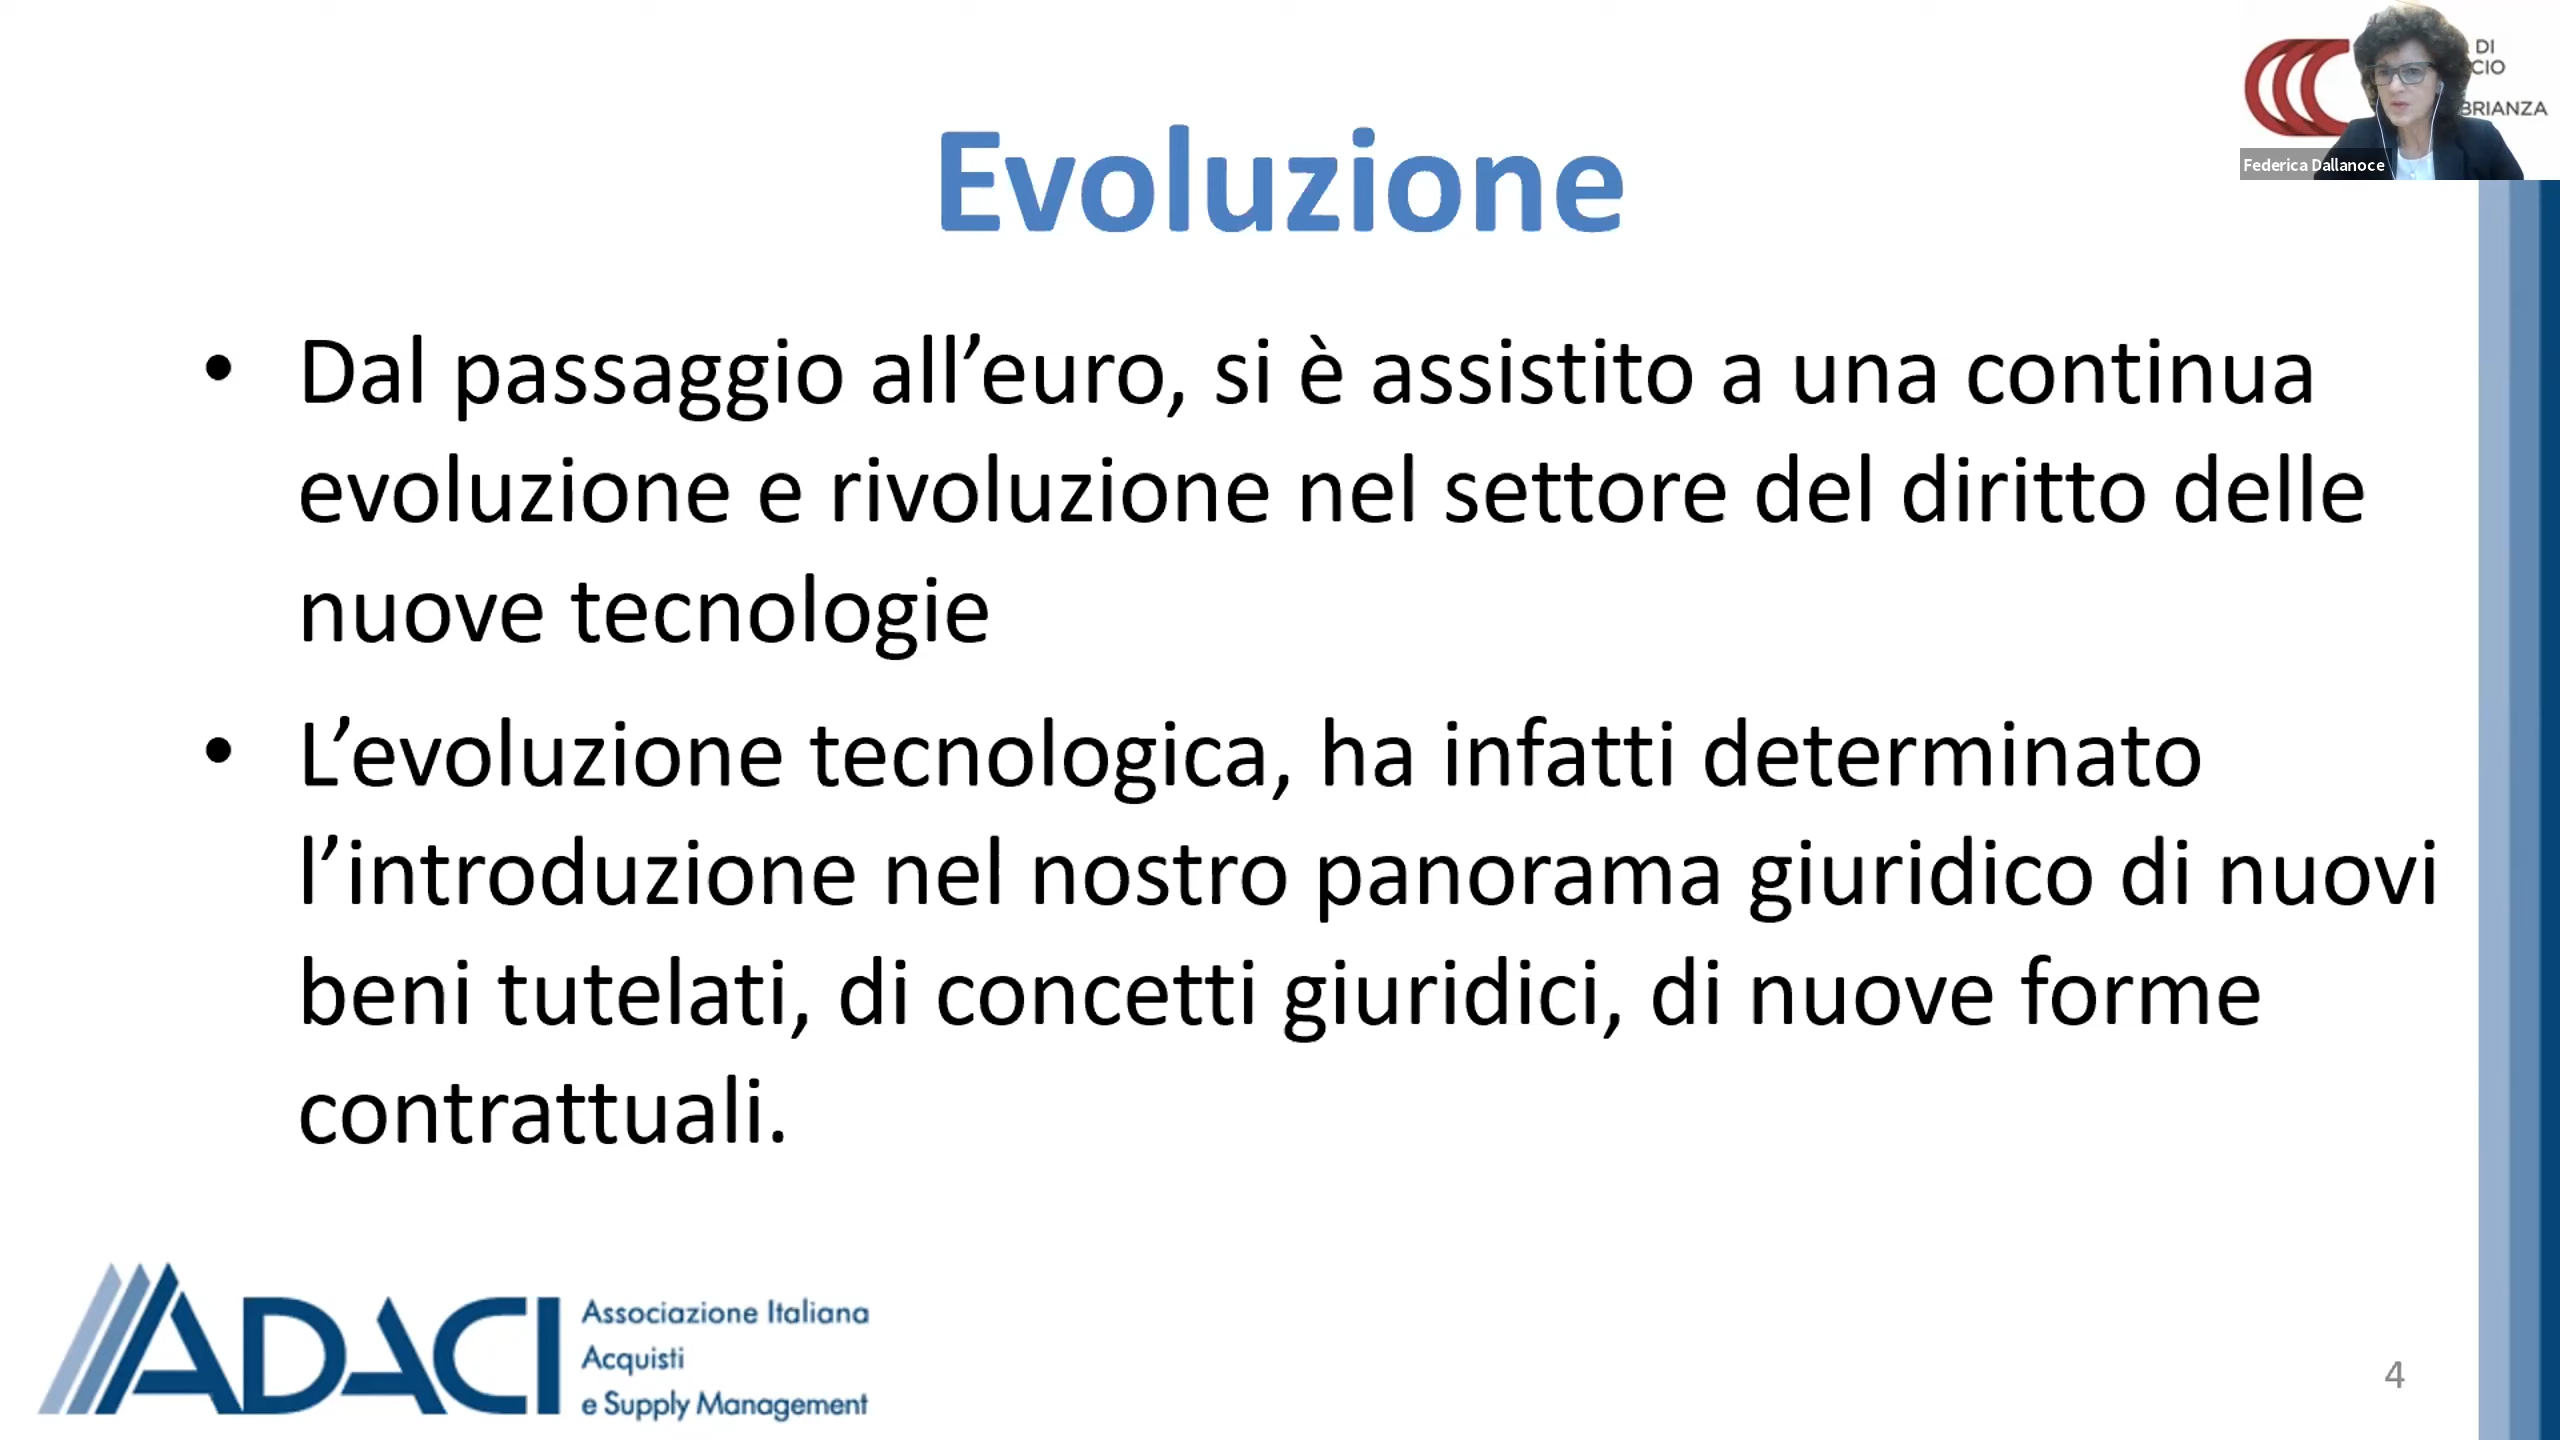 DI
CIO
BRIANZA
Federica Dallanoce
Evoluzione
• Dal passaggio all’euro, si è assistito a una continua
evoluzione e rivoluzione nel settore del diritto delle
nuove tecnologie
• L’evoluzione tecnologica, ha infatti determinato
l’introduzione nel nostro panorama giuridico di nuovi
beni tutelati, di concetti giuridici, di nuove forme
contrattuali.
ADACI
Associazione Italiana
Acquisti
e Supply Management
4